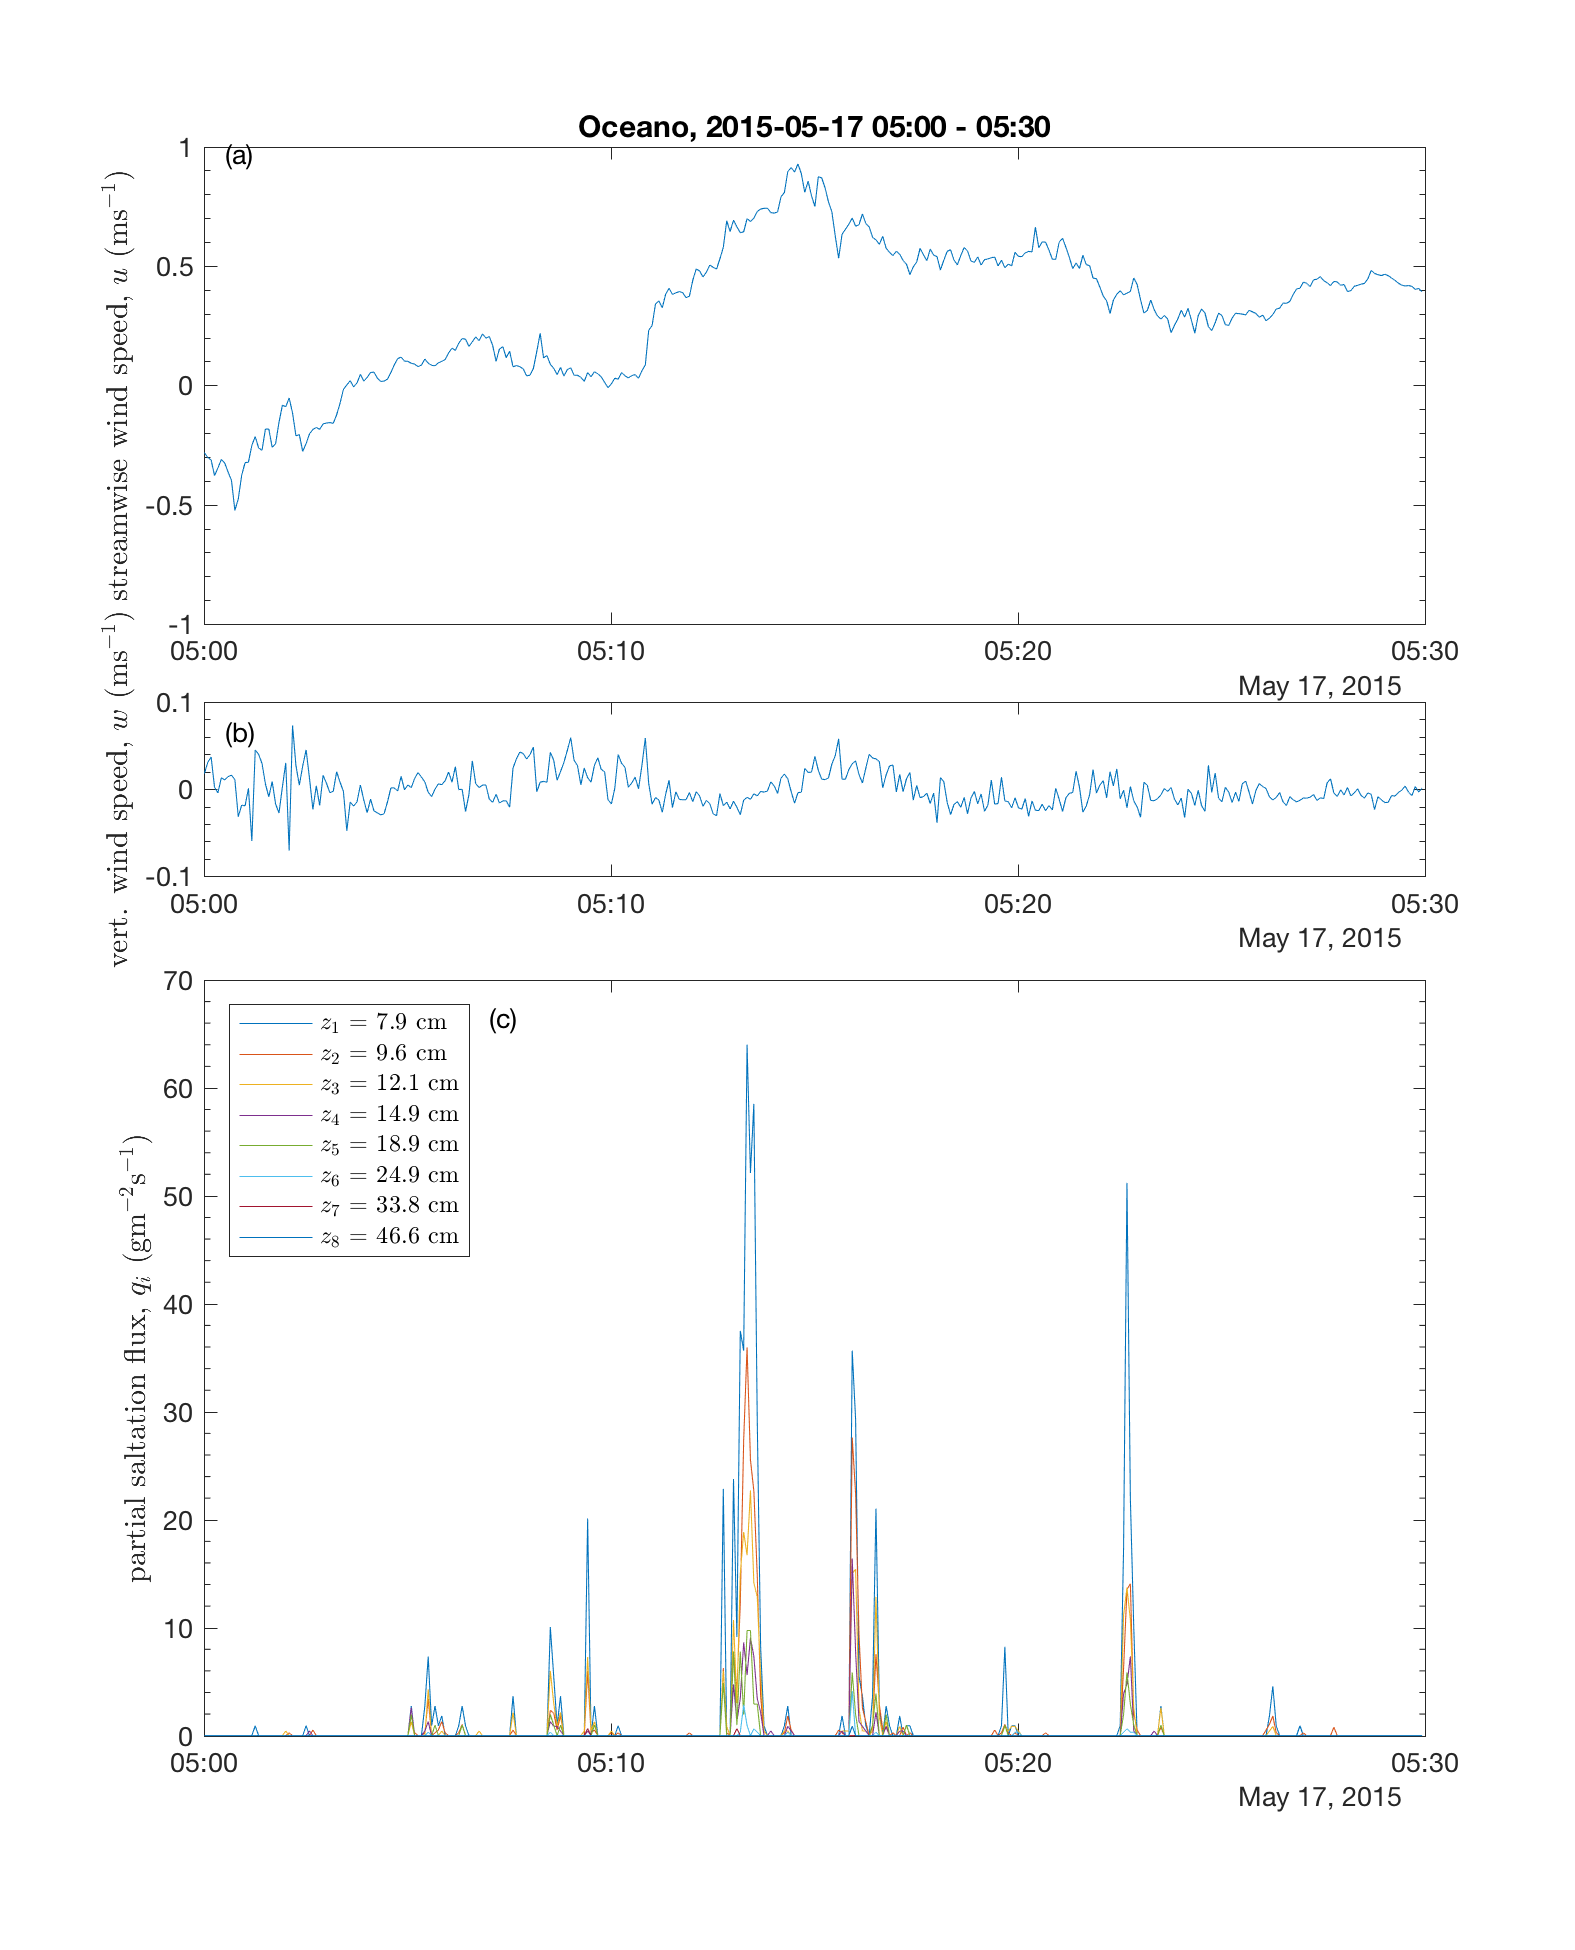 Oceano, 2015-05-17 05:00 - 05:30
(a)
streamwise wind speed, u (ms⁻¹)
1
0.5
0
-0.5
-1
05:00 05:10 05:20 05:30
May 17, 2015
(b)
vert. wind speed, w (ms⁻¹)
0.1
0
-0.1
05:00 05:10 05:20 05:30
May 17, 2015
(c)
partial saltation flux, qᵢ (gm⁻²s⁻¹)
70
60
50
40
30
20
10
0
z₁ = 7.9 cm
z₂ = 9.6 cm
z₃ = 12.1 cm
z₄ = 14.9 cm
z₅ = 18.9 cm
z₆ = 24.9 cm
z₇ = 33.8 cm
z₈ = 46.6 cm
05:00 05:10 05:20 05:30
May 17, 2015